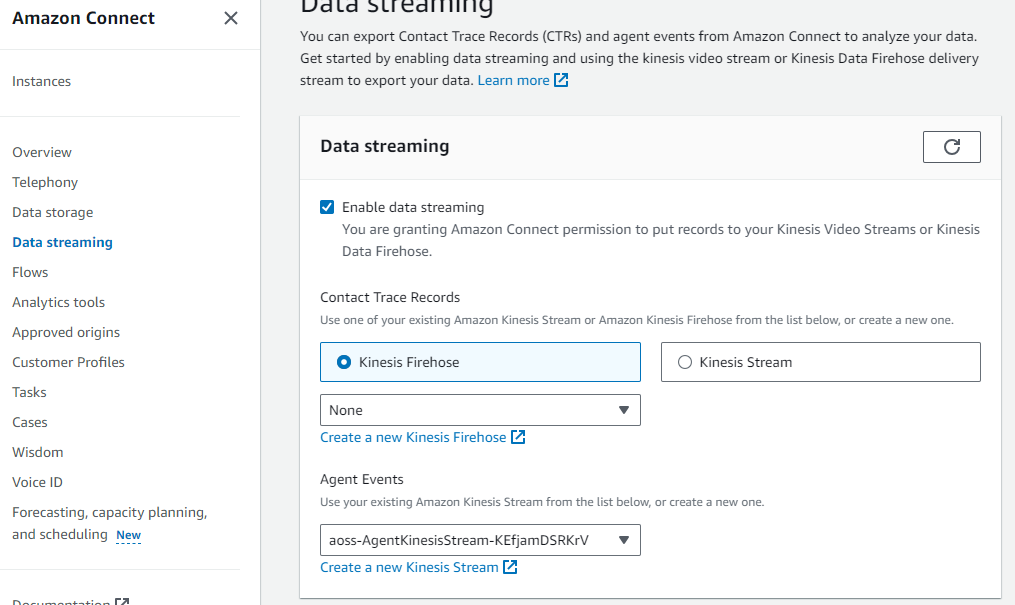 Amazon Connect
Instances
Overview
Telephony
Data storage
Data streaming
Flows
Analytics tools
Approved origins
Customer Profiles
Tasks
Cases
Wisdom
Voice ID
Forecasting, capacity planning,
and scheduling New
Documentation
Data streaming
You can export Contact Trace Records (CTRs) and agent events from Amazon Connect to analyze your data.
Get started by enabling data streaming and using the kinesis video stream or Kinesis Data Firehose delivery
stream to export your data. Learn more
Data streaming
Enable data streaming
You are granting Amazon Connect permission to put records to your Kinesis Video Streams or Kinesis
Data Firehose.
Contact Trace Records
Use one of your existing Amazon Kinesis Stream or Amazon Kinesis Firehose from the list below, or create a new one.
Kinesis Firehose
Kinesis Stream
None
Create a new Kinesis Firehose
Agent Events
Use your existing Amazon Kinesis Stream from the list below, or create a new one.
aoss-AgentKinesisStream-KEfjamDSRKrV
Create a new Kinesis Stream